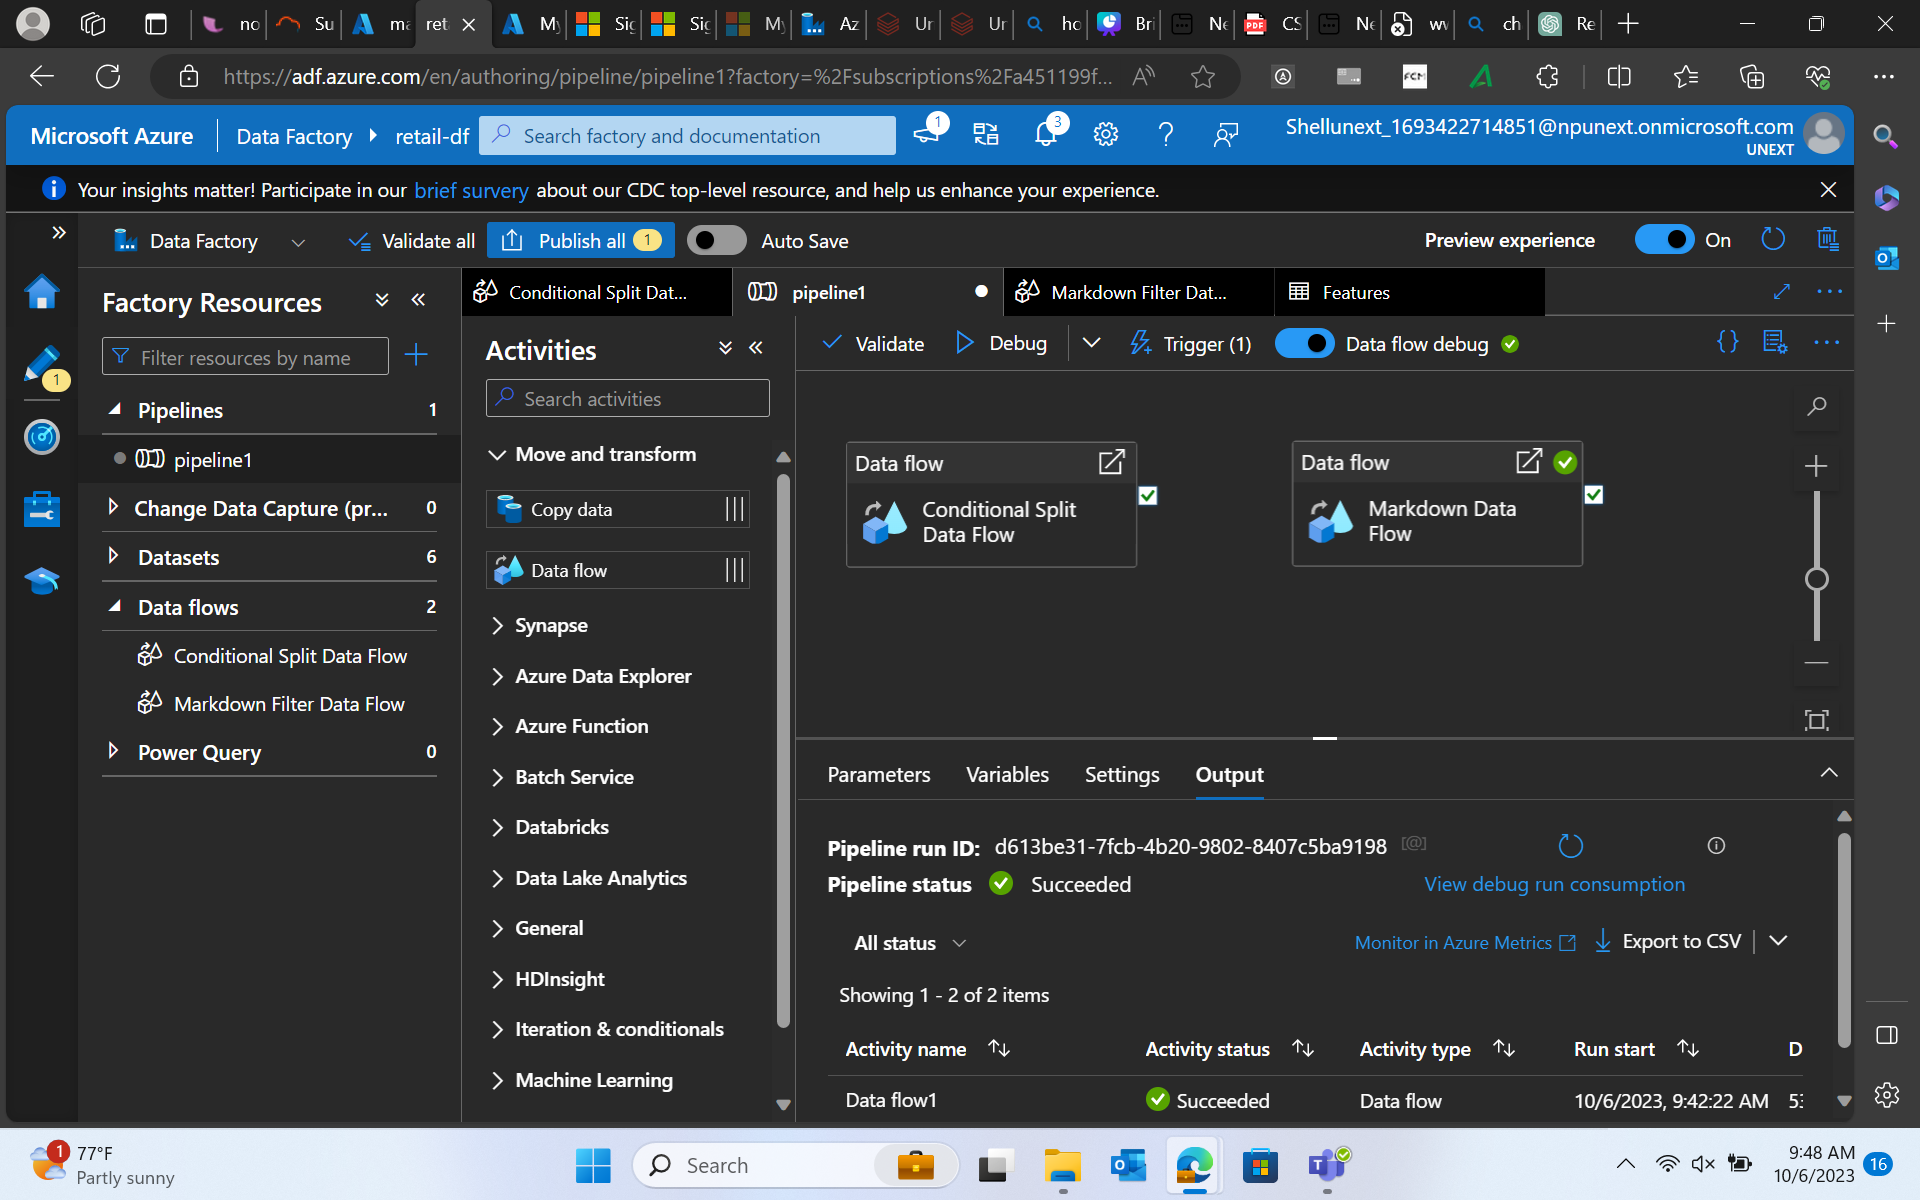 no
Su
ma
ret
My
Sig
Sig
My
Az
Ur
Ur
ho
Bri
Ne
CS
Ne
wv
ch
Re
https://adf.azure.com/en/authoring/pipeline/pipeline1?factory=%2Fsubscriptions%2Fa451199f...
Microsoft Azure
Data Factory
retail-df
Search factory and documentation
1
3
Shellunext_1693422714851@npunext.onmicrosoft.com
UNEXT
Your insights matter! Participate in our brief survey about our CDC top-level resource, and help us enhance your experience.
Data Factory
Validate all
Publish all 1
Auto Save
Preview experience
On
Factory Resources
Filter resources by name
1
Pipelines 1
pipeline1
Change Data Capture (pr... 0
Datasets 6
Data flows 2
Conditional Split Data Flow
Markdown Filter Data Flow
Power Query 0
Conditional Split Dat...
pipeline1
Markdown Filter Dat...
Features
Activities
Search activities
Move and transform
Copy data
Data flow
Synapse
Azure Data Explorer
Azure Function
Batch Service
Databricks
Data Lake Analytics
General
HDInsight
Iteration & conditionals
Machine Learning
Validate
Debug
Trigger (1)
Data flow debug
Data flow
Conditional Split
Data Flow
Data flow
Markdown Data
Flow
Parameters
Variables
Settings
Output
Pipeline run ID: d613be31-7fcb-4b20-9802-8407c5ba9198 [@]
Pipeline status Succeeded
View debug run consumption
All status
Monitor in Azure Metrics
Export to CSV
Showing 1 - 2 of 2 items
Activity name
Activity status
Activity type
Run start
D
Data flow1
Succeeded
Data flow
10/6/2023, 9:42:22 AM
1
77°F
Partly sunny
Search
9:48 AM
10/6/2023
16